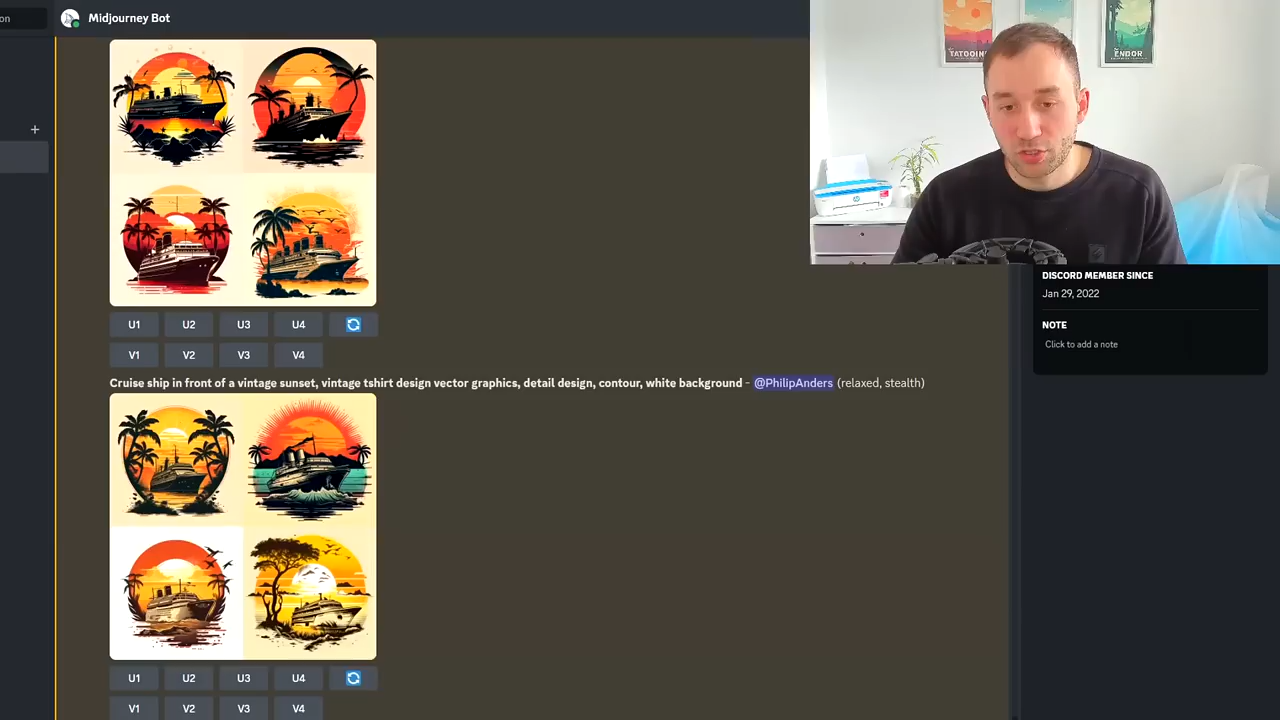 on
Midjourney Bot
ENDOR
+
U1 U2 U3 U4
V1 V2 V3 V4
DISCORD MEMBER SINCE
Jan 29, 2022
NOTE
Click to add a note
Cruise ship in front of a vintage sunset, vintage tshirt design vector graphics, detail design, contour, white background - @PhilipAnders (relaxed, stealth)
U1 U2 U3 U4
V1 V2 V3 V4